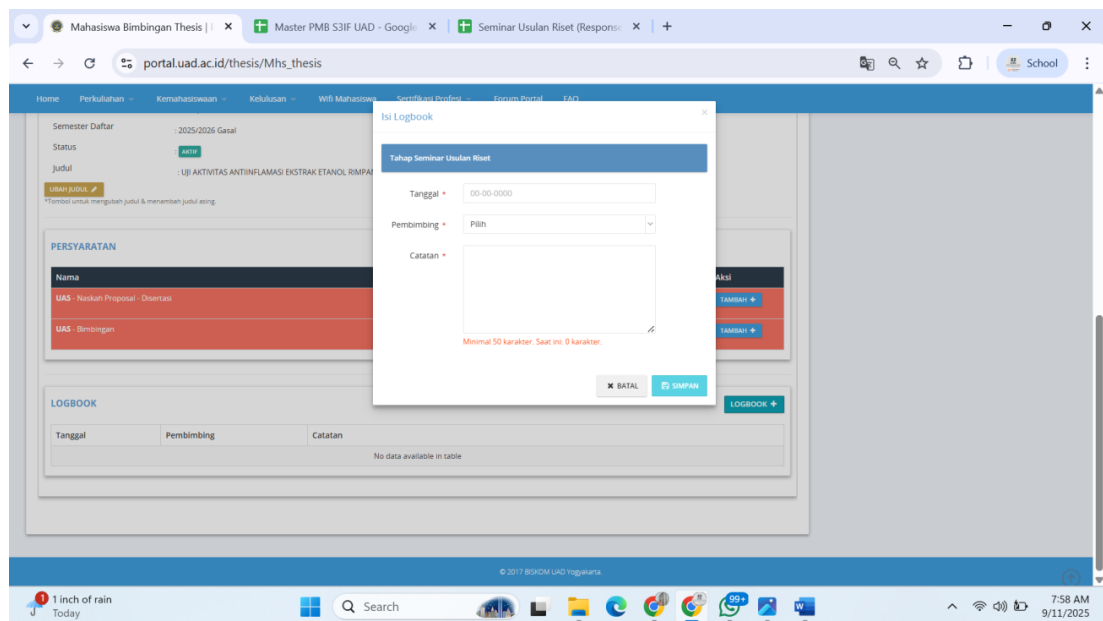 Mahasiswa Bimbingan Thesis |
Master PMB S3IF UAD - Google
Seminar Usulan Riset (Respons
portal.uad.ac.id/thesis/Mhs_thesis
School
Home Perkuliahan Kemahasiswaan Kelulusan Wifi Mahasiswa Sertifikasi Profesi Forum Portal FAQ
Semester Daftar : 2025/2026 Gasal
Status : AKTIF
Judul : UJI AKTIVITAS ANTIINFLAMASI EKSTRAK ETANOL RIMPA
UBAH JUDUL
*Tombol untuk mengubah judul & menambah judul asing.
PERSYARATAN
Nama Aksi
UAS - Naskah Proposal - Disertasi TAMBAH +
UAS - Bimbingan TAMBAH +
Isi Logbook ×
Tahap Seminar Usulan Riset
Tanggal * 00-00-0000
Pembimbing * Pilih
Catatan *
Minimal 50 karakter. Saat ini: 0 karakter.
BATAL SIMPAN
LOGBOOK LOGBOOK +
Tanggal Pembimbing Catatan
No data available in table
© 2017 BISKOM UAD Yogyakarta.
1
1 inch of rain
Today
Search
99+
7:58 AM
9/11/2025